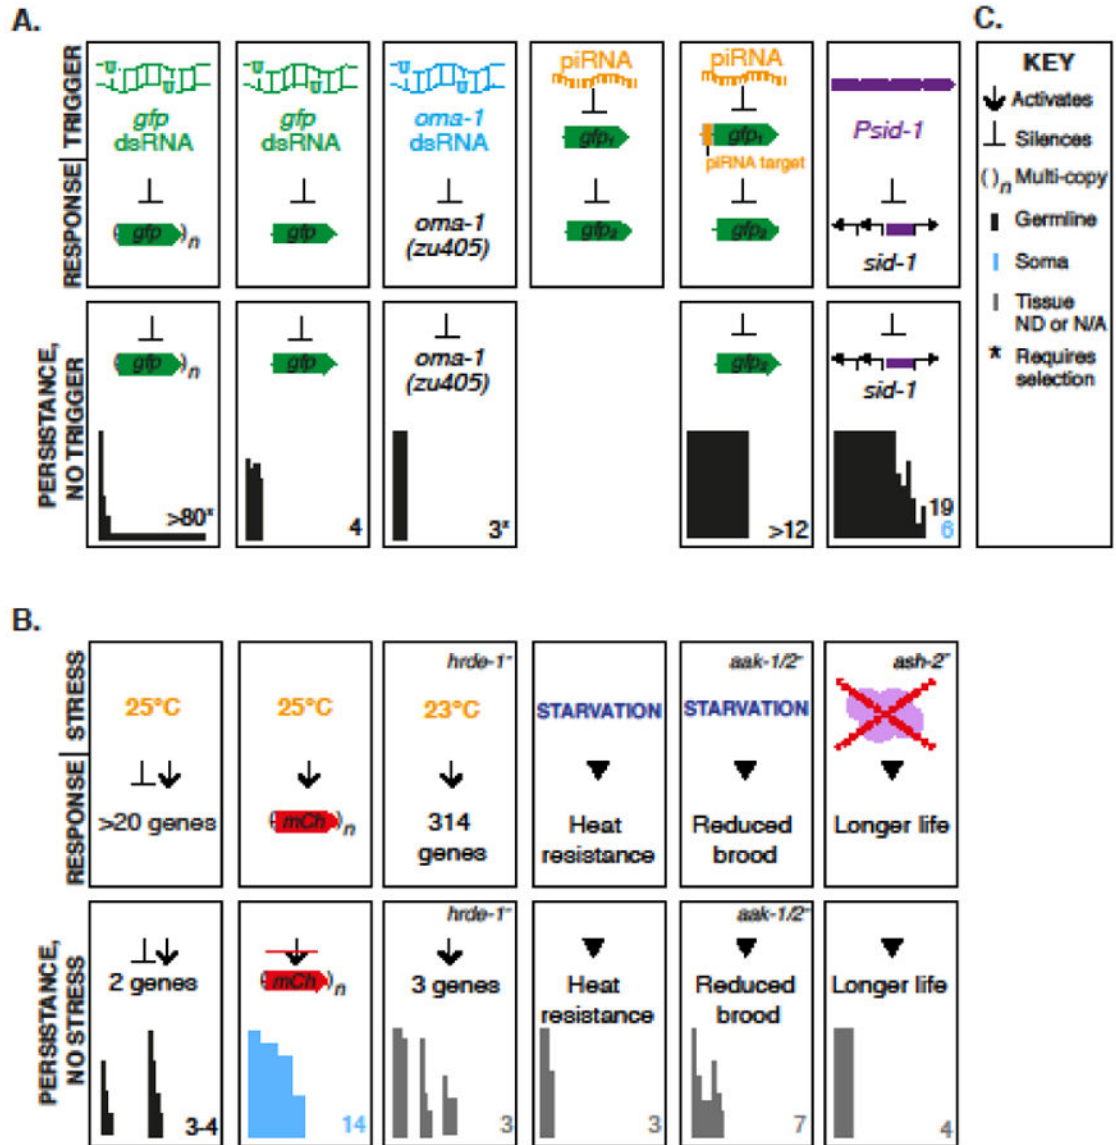 A.
C.
TRIGGER
RESPONSE
gfp
dsRNA
(gfp)n
gfp
dsRNA
gfp
oma-1
dsRNA
oma-1
(zu405)
piRNA
gfp1
gfp2
piRNA
gfp1
piRNA target
gfp2
Psid-1
sid-1
KEY
Activates
Silences
( )n Multi-copy
Germline
Soma
Tissue
ND or N/A
* Requires
selection
PERSISTANCE,
NO TRIGGER
(gfp)n
>80*
gfp
4
oma-1
(zu405)
3*
gfp2
>12
sid-1
19
6
B.
STRESS
RESPONSE
25°C
>20 genes
25°C
(mCh)n
hrde-1-
23°C
314
genes
STARVATION
Heat
resistance
aak-1/2-
STARVATION
Reduced
brood
ash-2-
Longer life
PERSISTANCE,
NO STRESS
2 genes
3-4
(mCh)n
14
hrde-1-
3 genes
3
Heat
resistance
3
aak-1/2-
Reduced
brood
7
Longer life
4